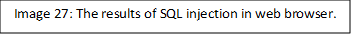 Image 27: The results of SQL injection in web browser.